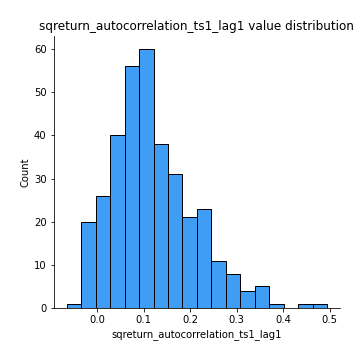 sqreturn_autocorrelation_ts1_lag1 value distribution
60
50
40
30
20
10
0
Count
0.0 0.1 0.2 0.3 0.4 0.5
sqreturn_autocorrelation_ts1_lag1